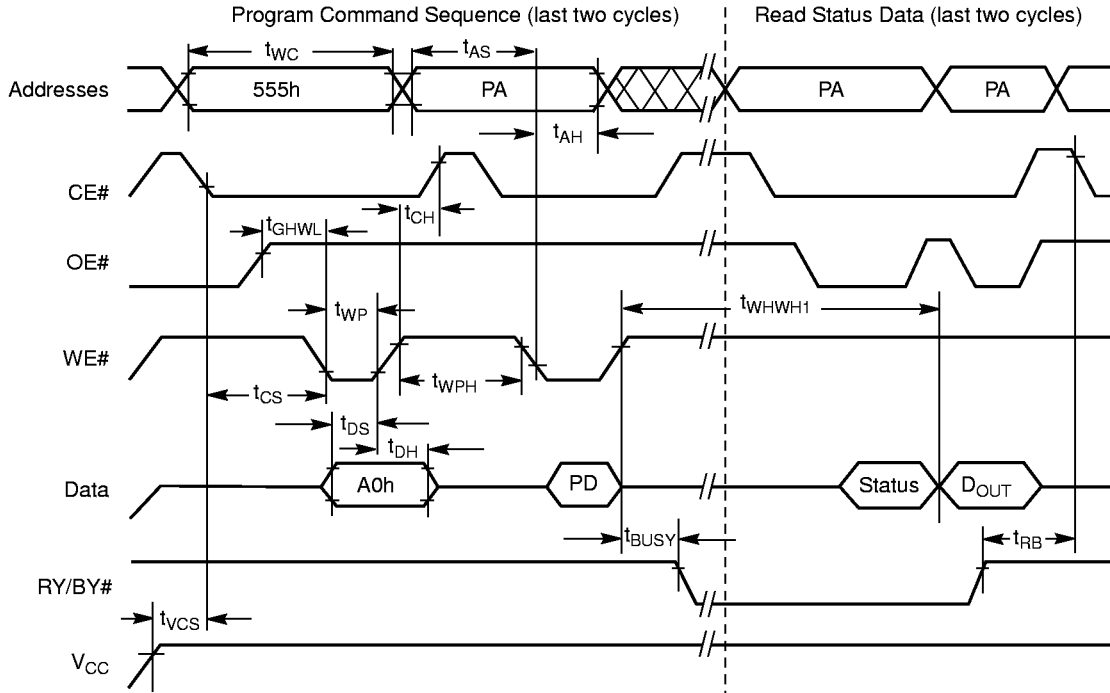 Program Command Sequence (last two cycles)
Read Status Data (last two cycles)
tWC
tAS
Addresses
555h
PA
PA
PA
tAH
CE#
tCH
tGHWL
OE#
tWP
tWHWH1
WE#
tCS
tWPH
tDS
tDH
Data
A0h
PD
Status
DOUT
tBUSY
tRB
RY/BY#
tVCS
VCC